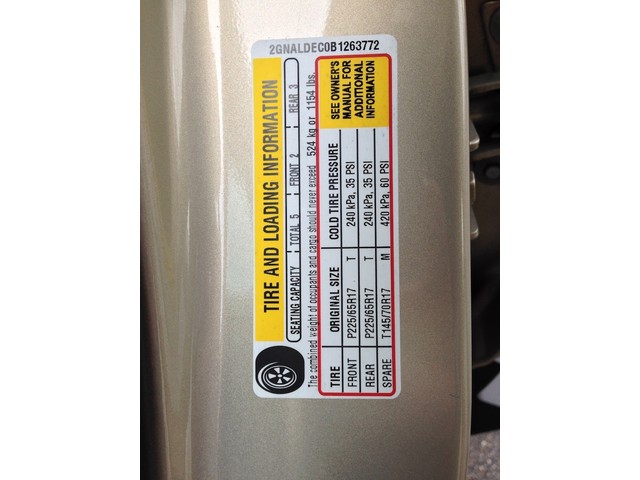 2GNALDEC0B1263772
TIRE AND LOADING INFORMATION
SEATING CAPACITY TOTAL 5 FRONT 2 REAR 3
The combined weight of occupants and cargo should never exceed 524 kg or 1154 lbs.
TIRE ORIGINAL SIZE COLD TIRE PRESSURE
FRONT P225/65R17 T 240 kPa, 35 PSI
REAR P225/65R17 T 240 kPa, 35 PSI
SPARE T145/70R17 M 420 kPa, 60 PSI
SEE OWNER'S
MANUAL FOR
ADDITIONAL
INFORMATION